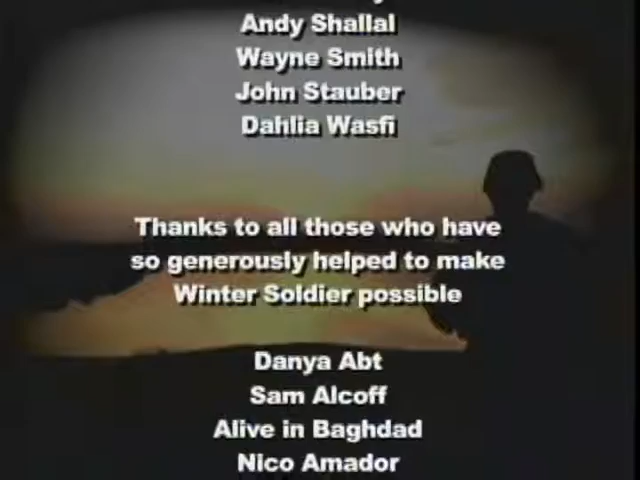 Andy Shallal
Wayne Smith
John Stauber
Dahlia Wasfi
Thanks to all those who have
so generously helped to make
Winter Soldier possible
Danya Abt
Sam Alcoff
Alive in Baghdad
Nico Amador